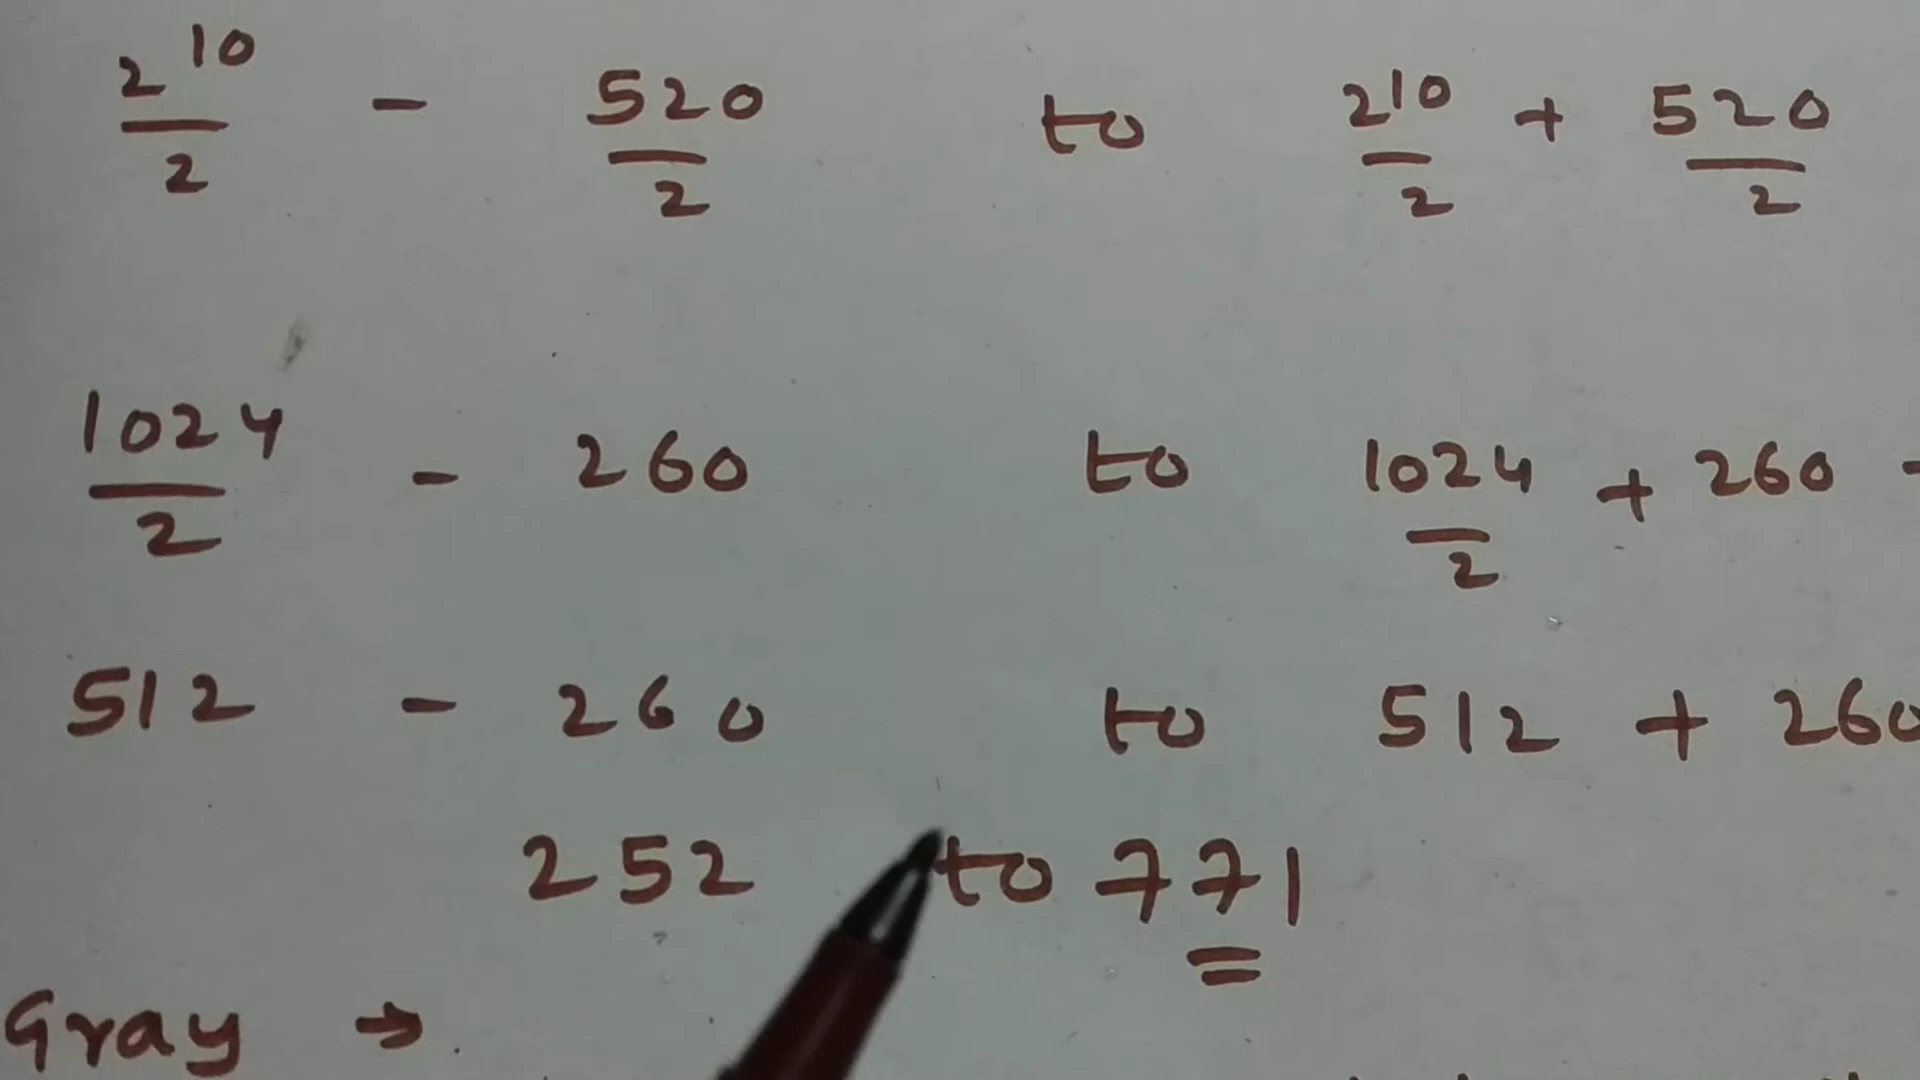 2^10/2 - 520/2 to 2^10/2 + 520/2
1024/2 - 260 to 1024/2 + 260 -
512 - 260 to 512 + 260
252 to 771
Gray →